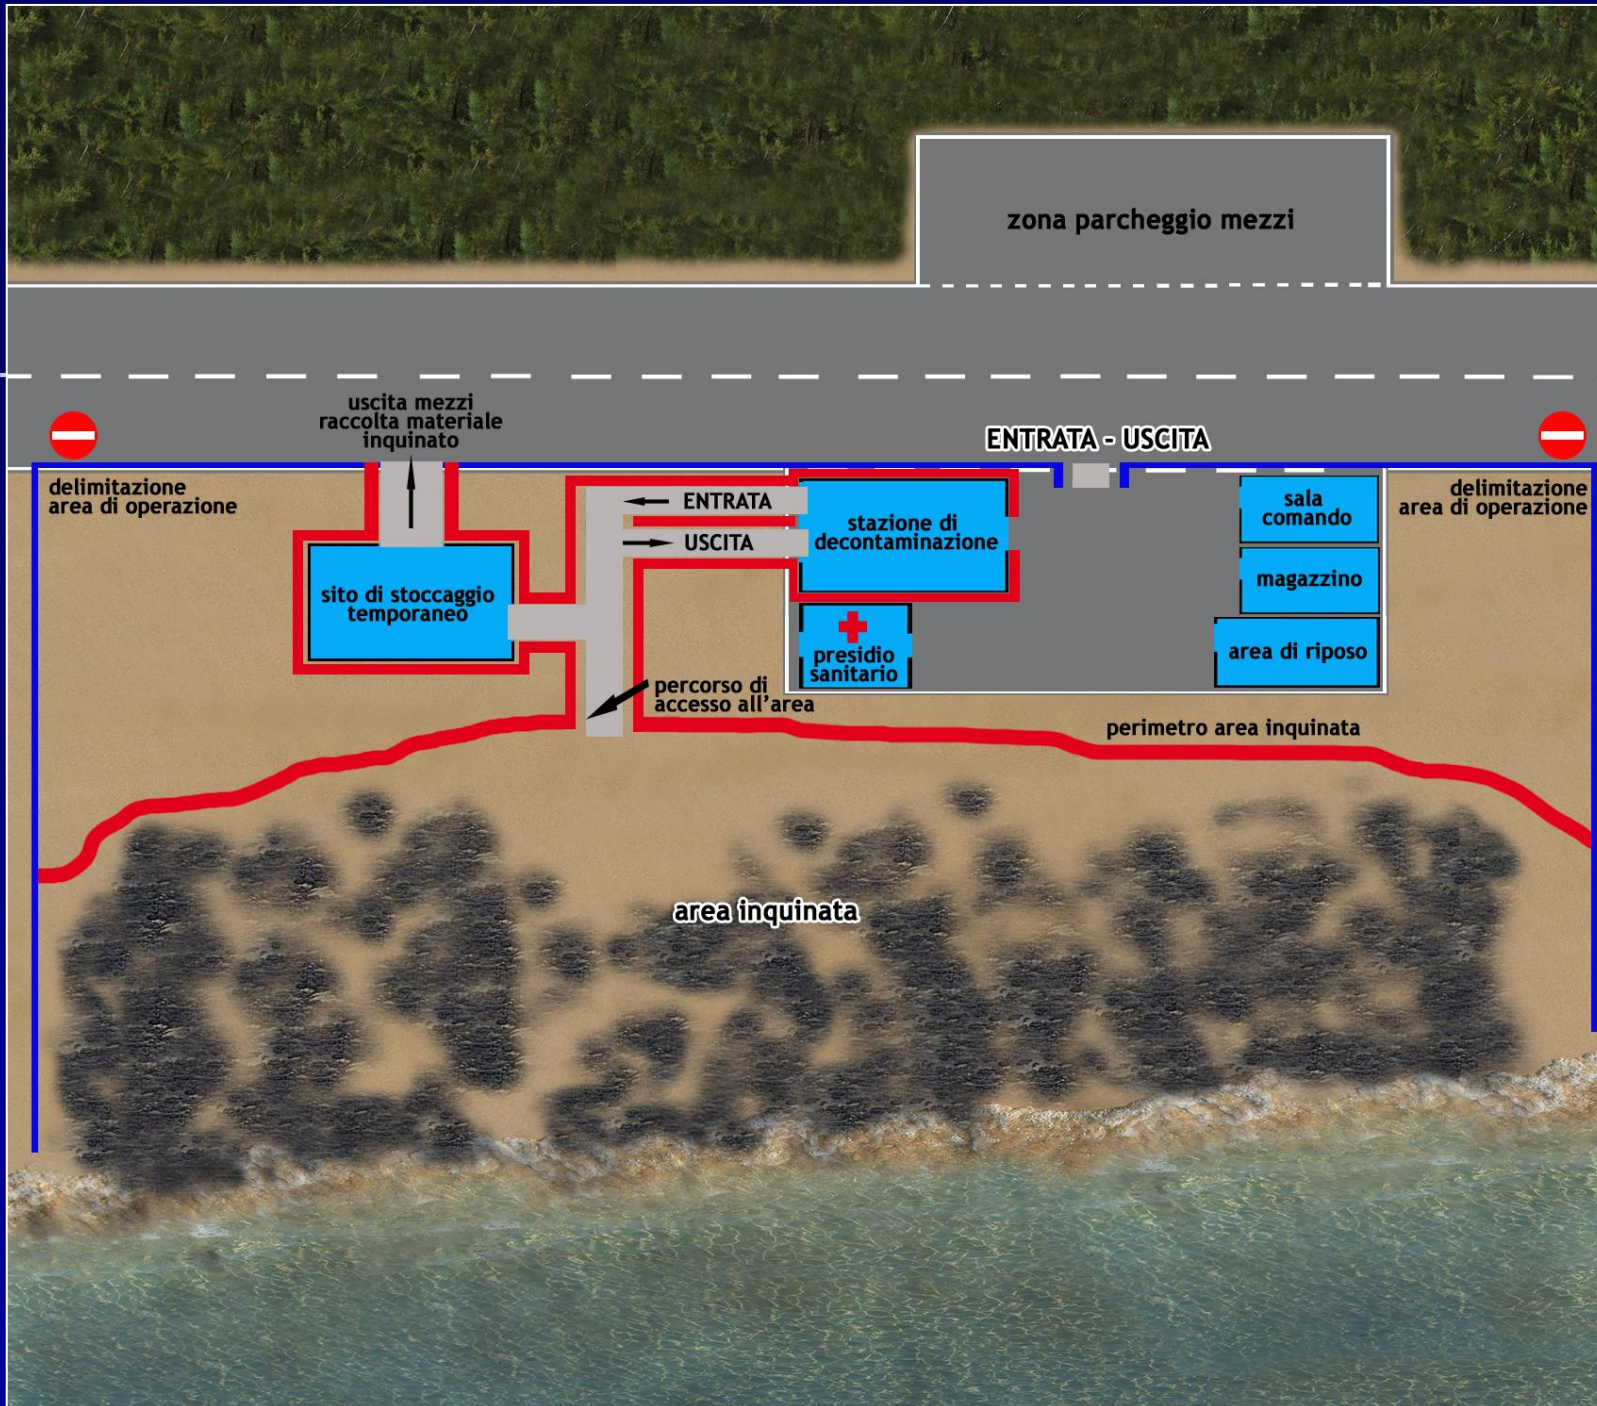 zona parcheggio mezzi
uscita mezzi
raccolta materiale
inquinato
ENTRATA - USCITA
delimitazione
area di operazione
ENTRATA
USCITA
stazione di
decontaminazione
sala
comando
delimitazione
area di operazione
magazzino
sito di stoccaggio
temporaneo
presidio
sanitario
area di riposo
percorso di
accesso all'area
perimetro area inquinata
area inquinata